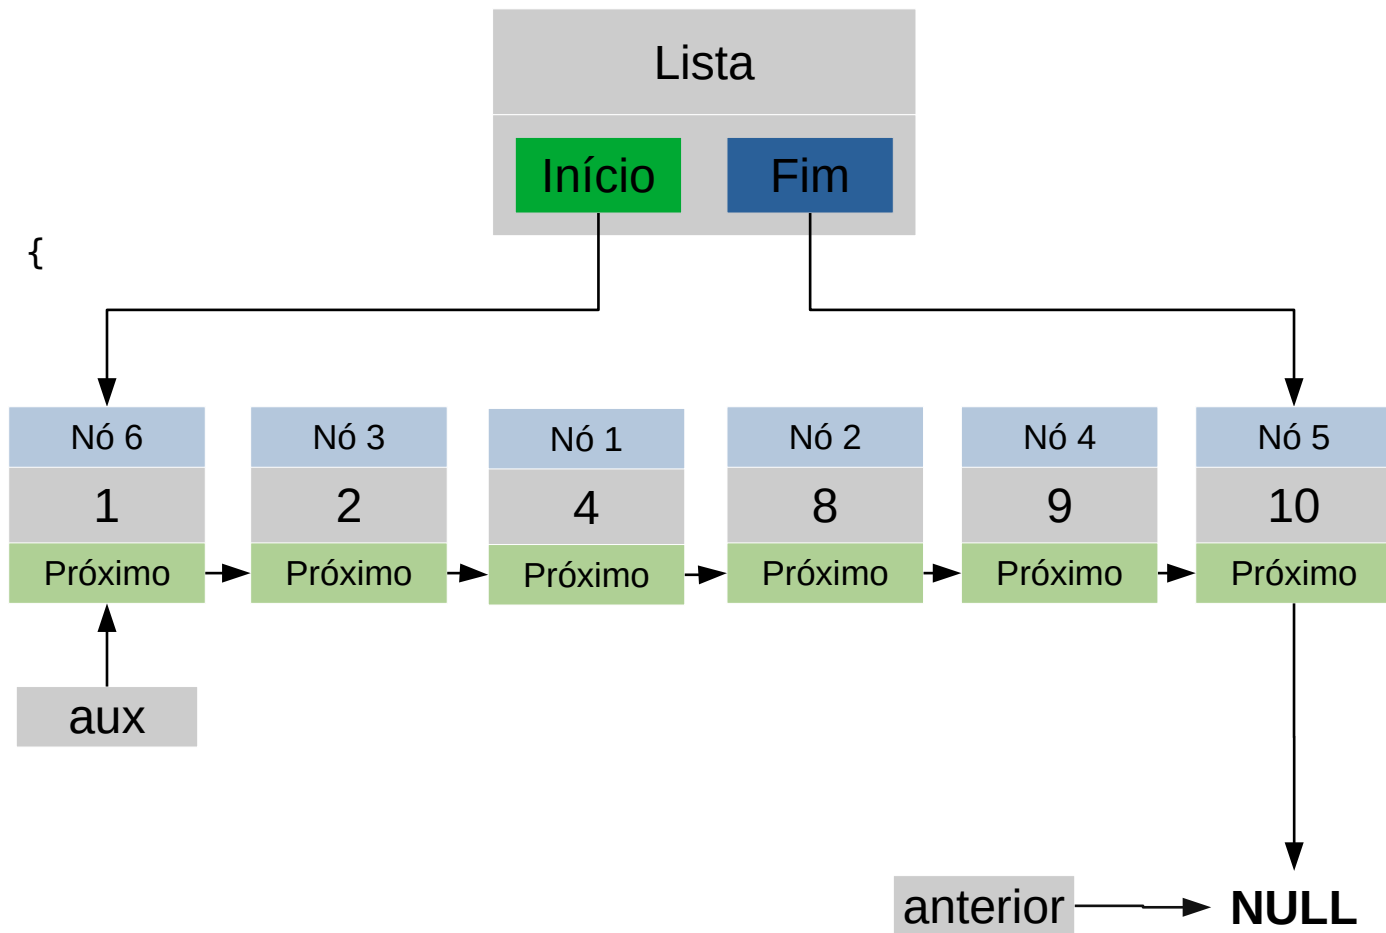 Lista
Início Fim
{
Nó 6 Nó 3 Nó 1 Nó 2 Nó 4 Nó 5
1 2 4 8 9 10
Próximo Próximo Próximo Próximo Próximo Próximo
aux
anterior NULL